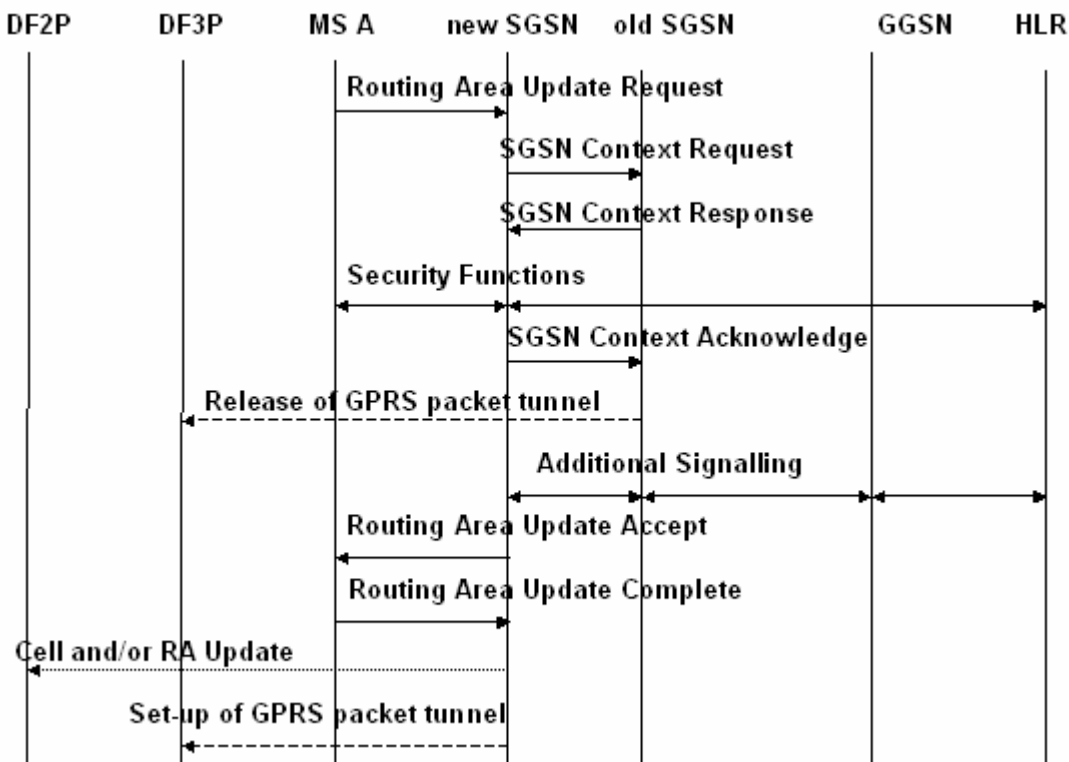 DF2P DF3P MS A new SGSN old SGSN GGSN HLR
Routing Area Update Request
SGSN Context Request
SGSN Context Response
Security Functions
SGSN Context Acknowledge
Release of GPRS packet tunnel
Additional Signalling
Routing Area Update Accept
Routing Area Update Complete
Cell and/or RA Update
Set-up of GPRS packet tunnel